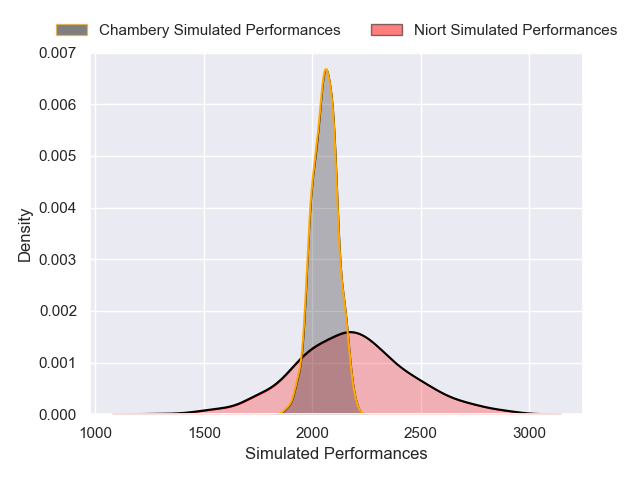 Chambery Simulated Performances Niort Simulated Performances
0.007
0.006
0.005
0.004
0.003
0.002
0.001
0.000
Density
1000 1500 2000 2500 3000
Simulated Performances